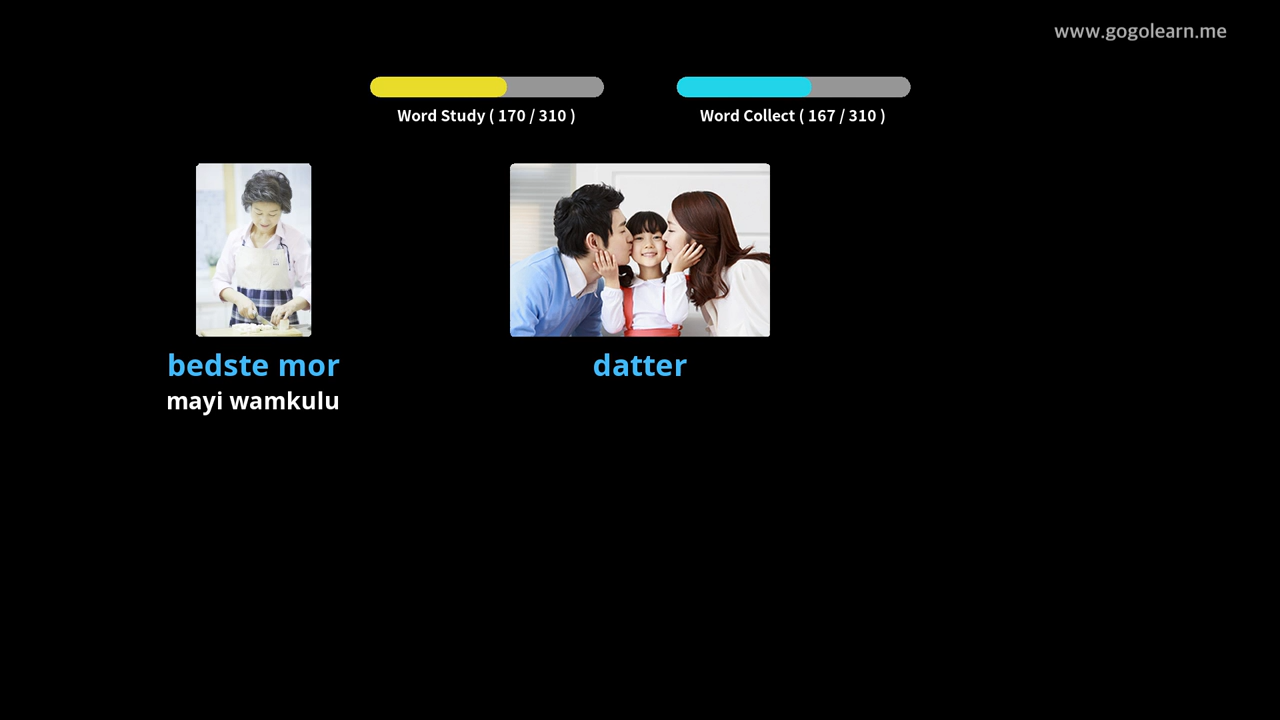 www.gogolearn.me
Word Study ( 170 / 310 )
Word Collect ( 167 / 310 )
bedste mor
mayi wamkulu
datter